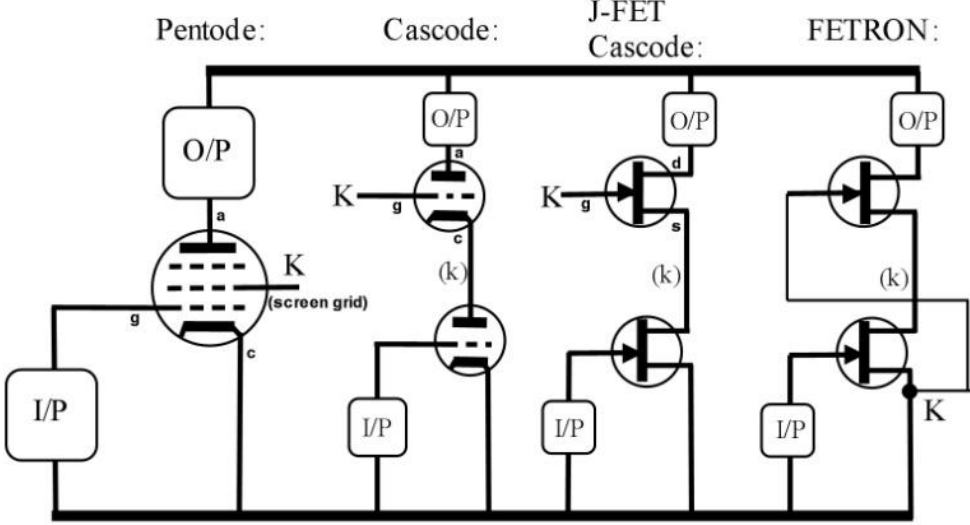 Pentode:
Cascode:
J-FET
Cascode:
FETRON:
O/P
O/P
O/P
O/P
a
a
d
K
g
K
g
c
s
K
(screen grid)
(k)
(k)
(k)
g
c
I/P
I/P
I/P
I/P
K